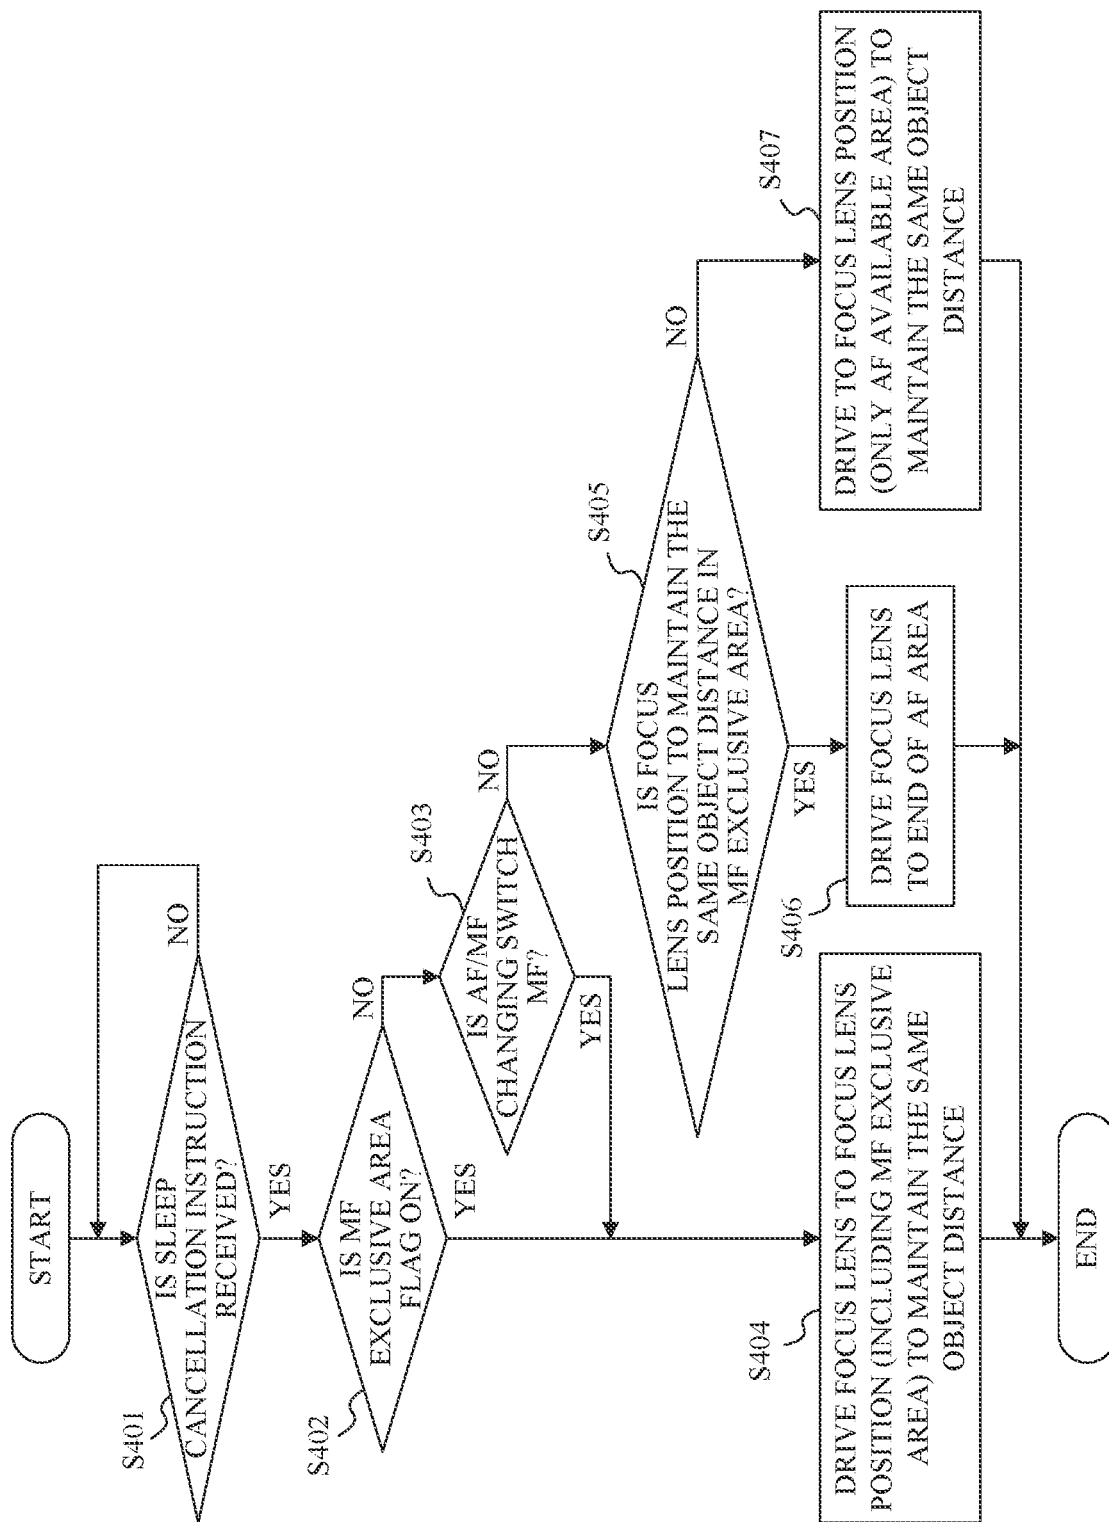 START
S401
IS SLEEP
CANCELLATION INSTRUCTION
RECEIVED?
NO
YES
S402
IS MF
EXCLUSIVE AREA
FLAG ON?
NO
YES
S403
IS AF/MF
CHANGING SWITCH
MF?
NO
YES
S405
IS FOCUS
LENS POSITION TO MAINTAIN THE
SAME OBJECT DISTANCE IN
MF EXCLUSIVE AREA?
NO
YES
S404
DRIVE FOCUS LENS TO FOCUS LENS
POSITION (INCLUDING MF EXCLUSIVE
AREA) TO MAINTAIN THE SAME
OBJECT DISTANCE
S406
DRIVE FOCUS LENS
TO END OF AF AREA
S407
DRIVE TO FOCUS LENS POSITION
(ONLY AF AVAILABLE AREA) TO
MAINTAIN THE SAME OBJECT
DISTANCE
END